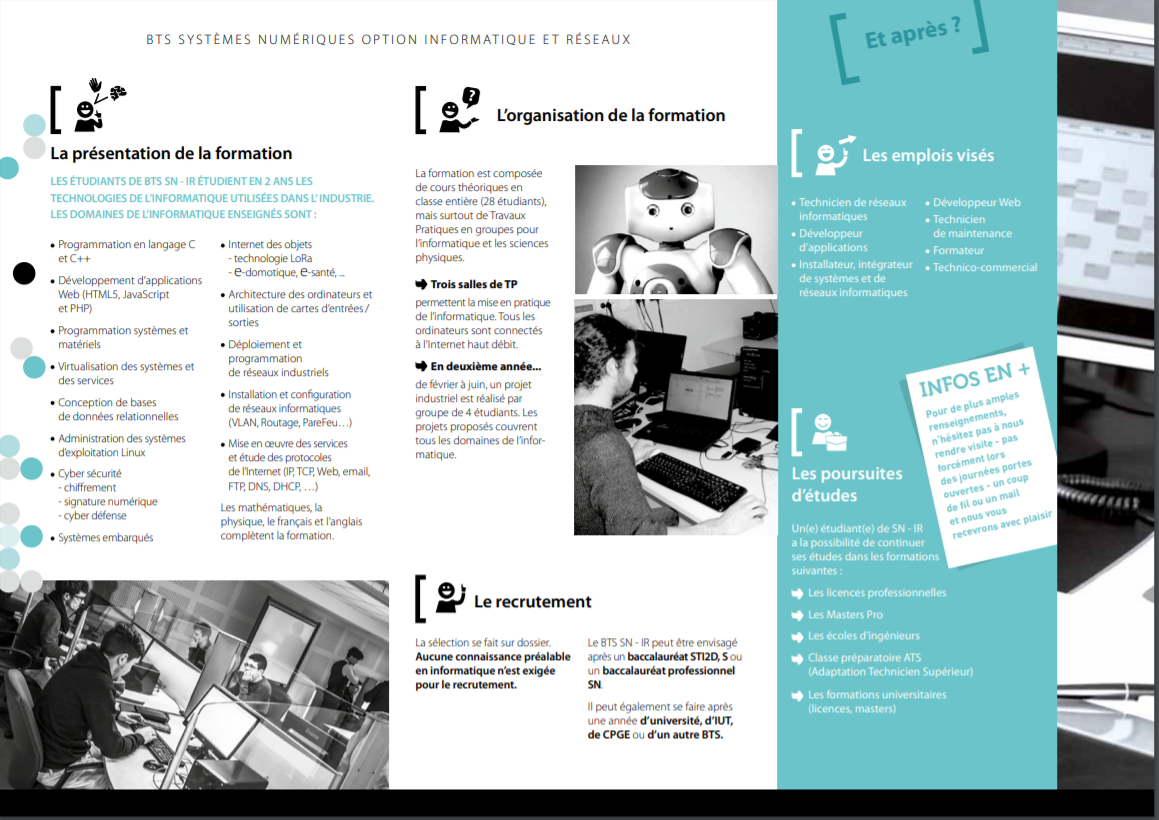 BTS SYSTÈMES NUMÉRIQUES OPTION INFORMATIQUE ET RÉSEAUX
La présentation de la formation
LES ÉTUDIANTS DE BTS SN - IR ÉTUDIENT EN 2 ANS LES
TECHNOLOGIES DE L'INFORMATIQUE UTILISÉES DANS L' INDUSTRIE.
LES DOMAINES DE L'INFORMATIQUE ENSEIGNÉS SONT :
• Programmation en langage C
et C++
• Développement d'applications
Web (HTML5, JavaScript
et PHP)
• Programmation systèmes et
matériels
• Virtualisation des systèmes et
des services
• Conception de bases
de données relationnelles
• Administration des systèmes
d'exploitation Linux
• Cyber sécurité
- chiffrement
- signature numérique
- cyber défense
• Systèmes embarqués
• Internet des objets
- technologie LoRa
- e-domotique, e-santé, ...
• Architecture des ordinateurs et
utilisation de cartes d'entrées /
sorties
• Déploiement et
programmation
de réseaux industriels
• Installation et configuration
de réseaux informatiques
(VLAN, Routage, PareFeu…)
• Mise en œuvre des services
et étude des protocoles
de l'Internet (IP, TCP, Web, email,
FTP, DNS, DHCP, …)
Les mathématiques, la
physique, le français et l'anglais
complètent la formation.
?
L'organisation de la formation
La formation est composée
de cours théoriques en
classe entière (28 étudiants),
mais surtout de Travaux
Pratiques en groupes pour
l'informatique et les sciences
physiques.
Trois salles de TP
permettent la mise en pratique
de l'informatique. Tous les
ordinateurs sont connectés
à l'Internet haut débit.
En deuxième année...
de février à juin, un projet
industriel est réalisé par
groupe de 4 étudiants. Les
projets proposés couvrent
tous les domaines de l'infor-
matique.
Le recrutement
La sélection se fait sur dossier.
Aucune connaissance préalable
en informatique n'est exigée
pour le recrutement.
Le BTS SN - IR peut être envisagé
après un baccalauréat STI2D, S ou
un baccalauréat professionnel
SN.
Il peut également se faire après
une année d'université, d'IUT,
de CPGE ou d'un autre BTS.
Et après ?
Les emplois visés
• Technicien de réseaux
informatiques
• Développeur
d'applications
• Installateur, intégrateur
de systèmes et de
réseaux informatiques
• Développeur Web
• Technicien
de maintenance
• Formateur
• Technico-commercial
INFOS EN +
Pour de plus amples
renseignements,
n'hésitez pas à nous
rendre visite - pas
forcément lors
des journées portes
ouvertes - un coup
de fil ou un mail
et nous vous
recevrons avec plaisir
Les poursuites
d'études
Un(e) étudiant(e) de SN - IR
a la possibilité de continuer
ses études dans les formations
suivantes :
Les licences professionnelles
Les Masters Pro
Les écoles d'ingénieurs
Classe préparatoire ATS
(Adaptation Technicien Supérieur)
Les formations universitaires
(licences, masters)